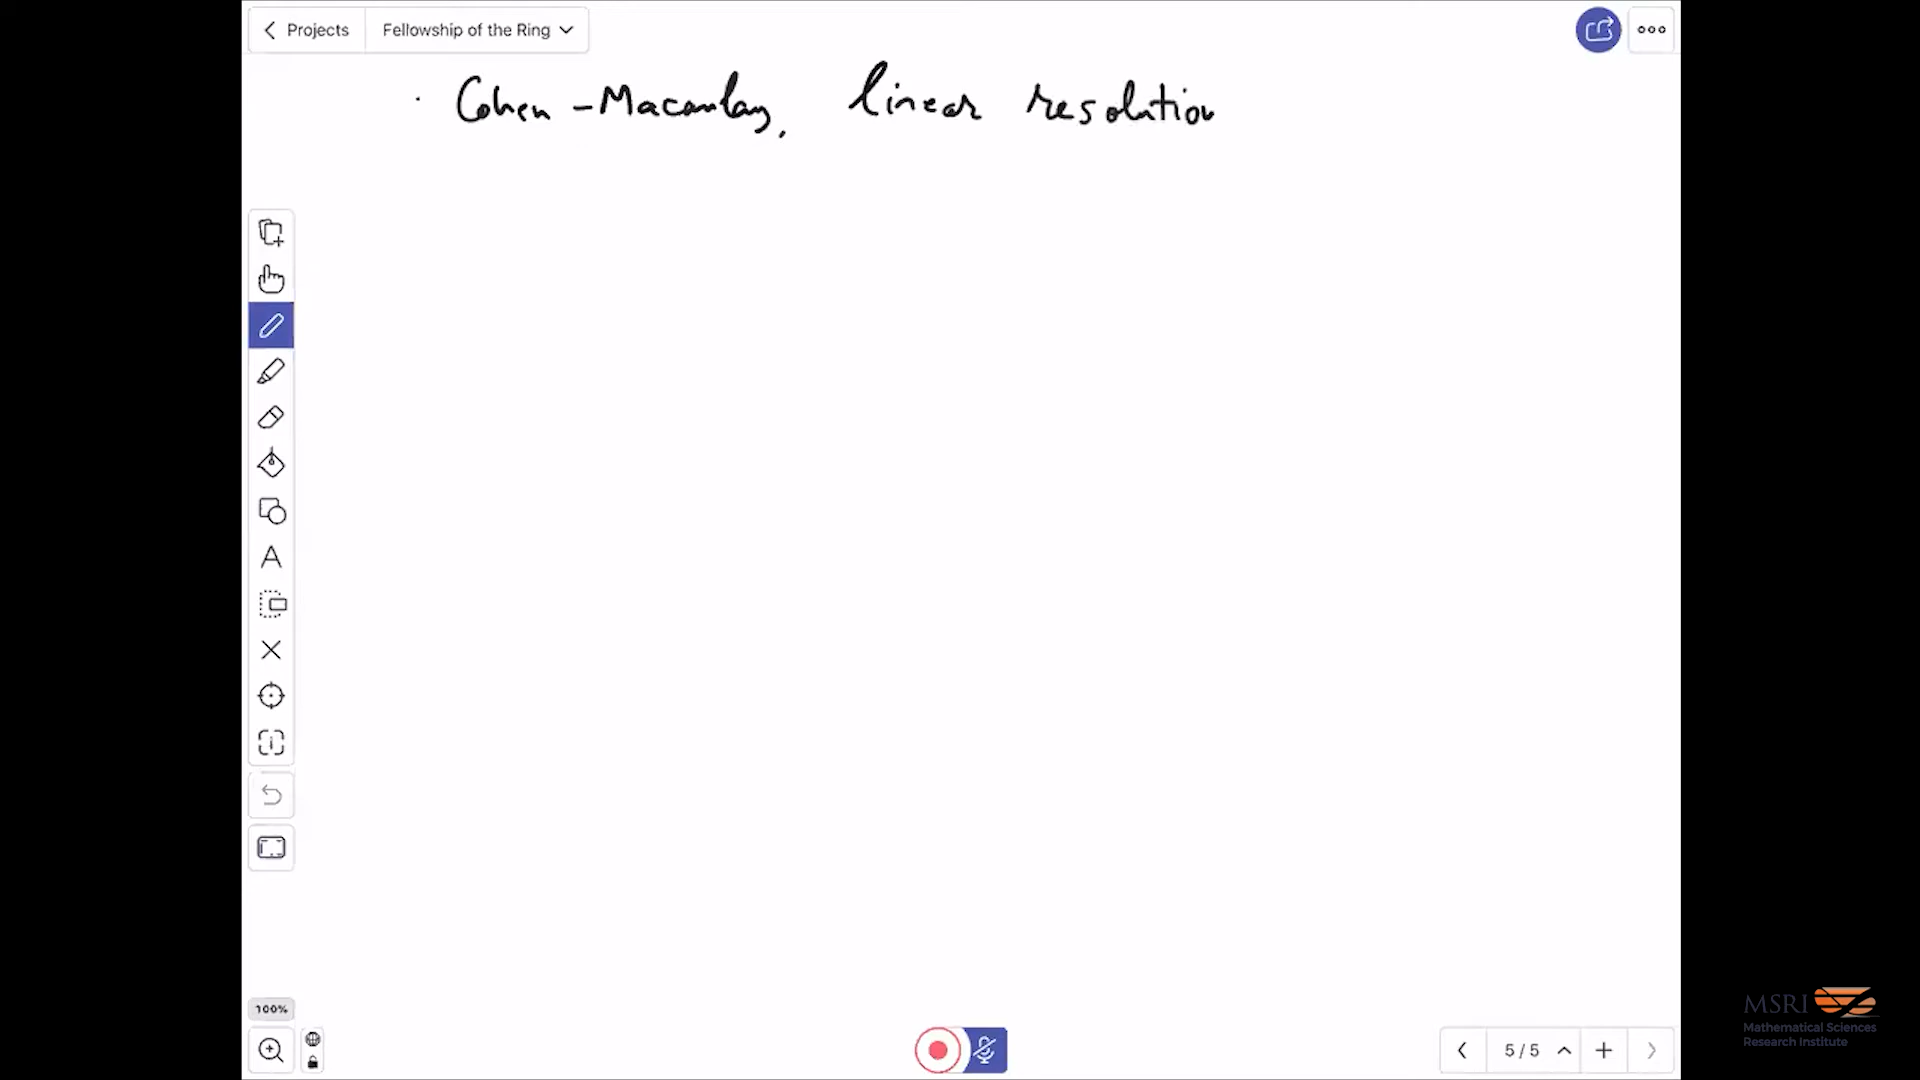 Projects Fellowship of the Ring
· Cohen-Macaulay, linear resolution
A
100%
5/5
MSRI
Mathematical Sciences
Research Institute